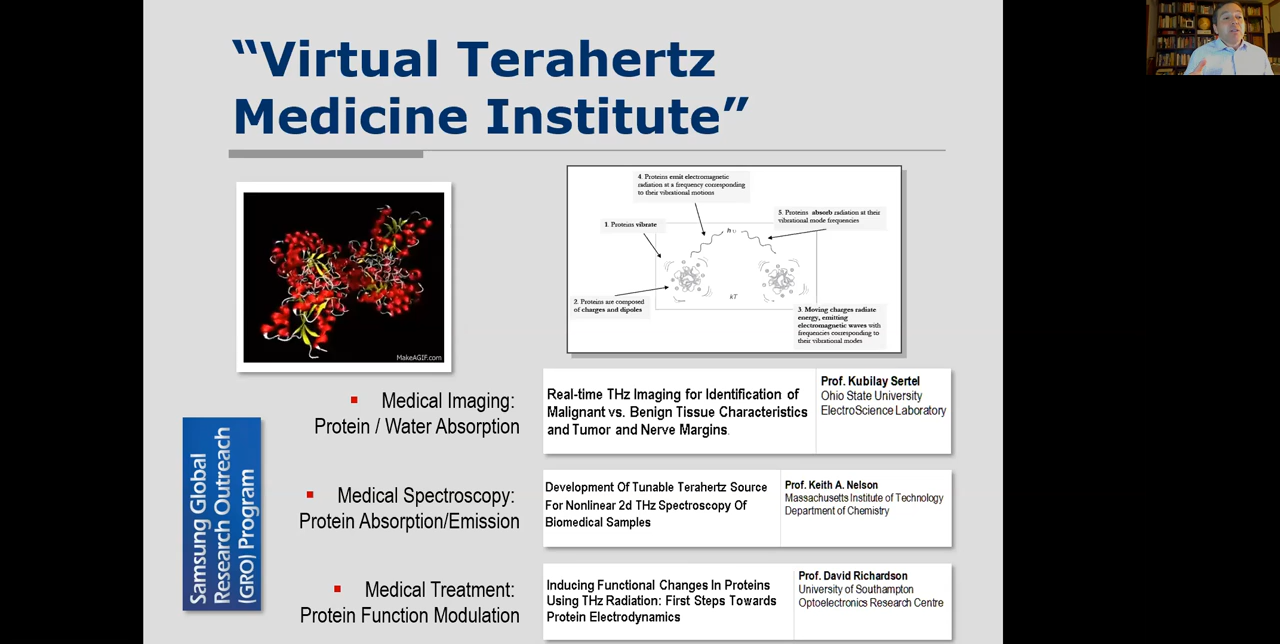 “Virtual Terahertz
Medicine Institute”
MakeAGIF.com
4. Proteins emit electromagnetic
radiation at a frequency corresponding
to their vibrational motions
5. Proteins absorb radiation at their
vibrational mode frequencies
1. Proteins vibrate
hυ
2. Proteins are composed
of charges and dipoles
kT
3. Moving charges radiate
energy, emitting
electromagnetic waves with
frequencies corresponding to
their vibrational modes
Samsung Global
Research Outreach
(GRO) Program
Medical Imaging:
Protein / Water Absorption
Real-time THz Imaging for Identification of
Malignant vs. Benign Tissue Characteristics
and Tumor and Nerve Margins.
Prof. Kubilay Sertel
Ohio State University
ElectroScience Laboratory
Medical Spectroscopy:
Protein Absorption/Emission
Development Of Tunable Terahertz Source
For Nonlinear 2d THz Spectroscopy Of
Biomedical Samples
Prof. Keith A. Nelson
Massachusetts Institute of Technology
Department of Chemistry
Medical Treatment:
Protein Function Modulation
Inducing Functional Changes In Proteins
Using THz Radiation: First Steps Towards
Protein Electrodynamics
Prof. David Richardson
University of Southampton
Optoelectronics Research Centre